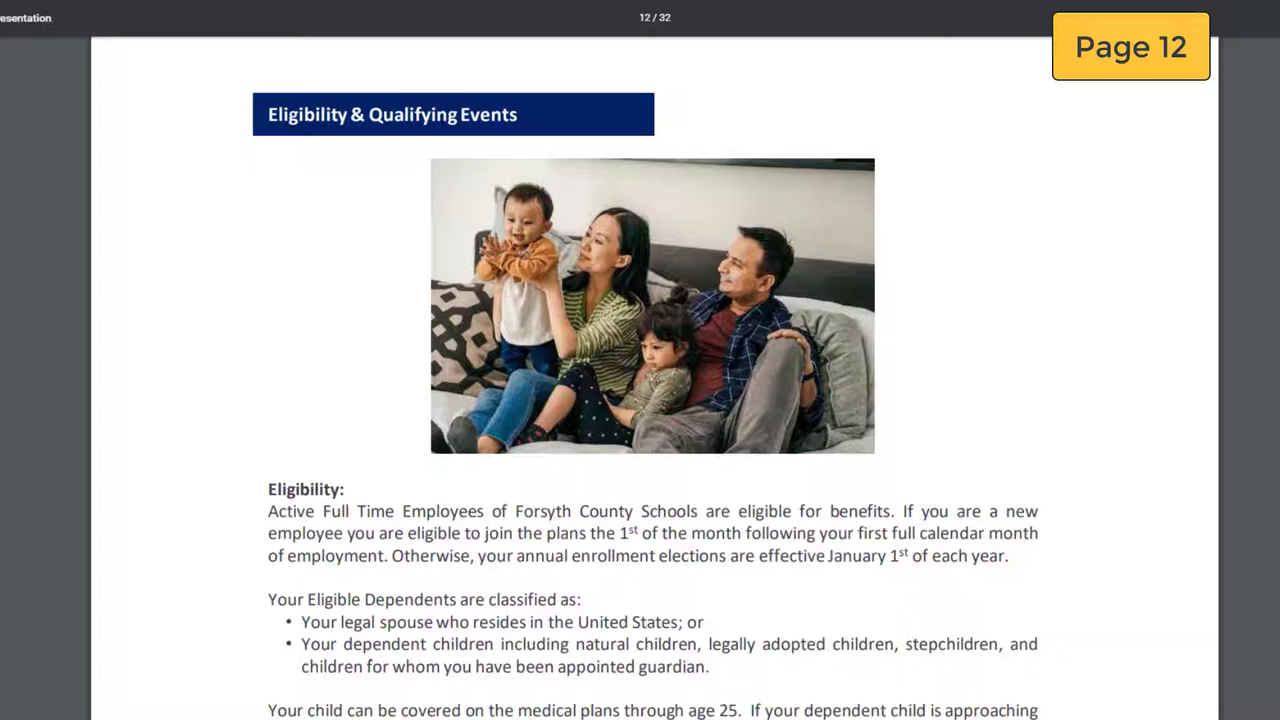 esentation
12 / 32
Page 12
Eligibility & Qualifying Events
Eligibility:
Active Full Time Employees of Forsyth County Schools are eligible for benefits. If you are a new
employee you are eligible to join the plans the 1st of the month following your first full calendar month
of employment. Otherwise, your annual enrollment elections are effective January 1st of each year.
Your Eligible Dependents are classified as:
• Your legal spouse who resides in the United States; or
• Your dependent children including natural children, legally adopted children, stepchildren, and
children for whom you have been appointed guardian.
Your child can be covered on the medical plans through age 25. If your dependent child is approaching